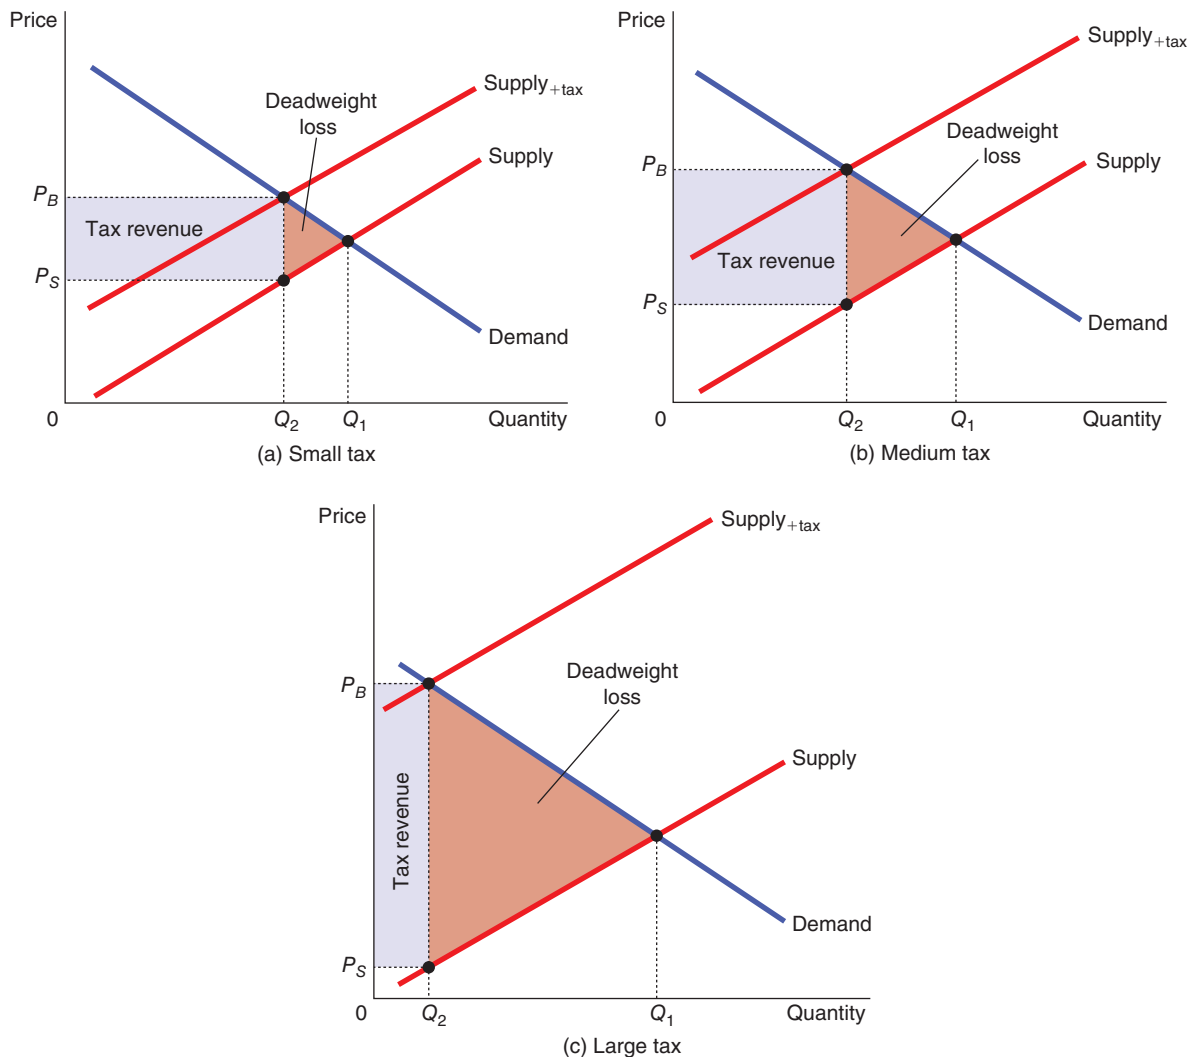 Price
Supply+tax
Deadweight
loss
Supply
PB
Tax revenue
PS
Demand
0
Q2
Q1
Quantity
(a) Small tax
Price
Supply+tax
Deadweight
loss
Supply
PB
Tax revenue
PS
Demand
0
Q2
Q1
Quantity
(b) Medium tax
Price
Supply+tax
Deadweight
loss
PB
Supply
Tax revenue
Demand
PS
0
Q2
Q1
Quantity
(c) Large tax